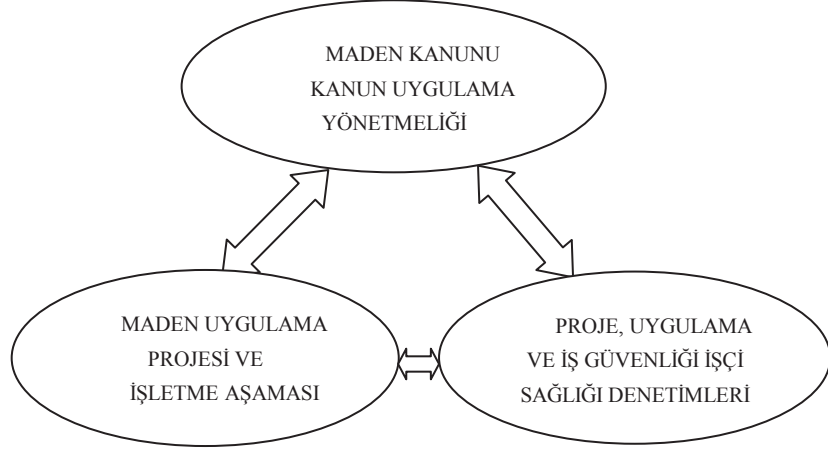 MADEN KANUNU
KANUN UYGULAMA
YÖNETMELİĞİ
MADEN UYGULAMA
PROJESİ VE
İŞLETME AŞAMASI
PROJE, UYGULAMA
VE İŞ GÜVENLİĞİ İŞÇİ
SAĞLIĞI DENETİMLERİ